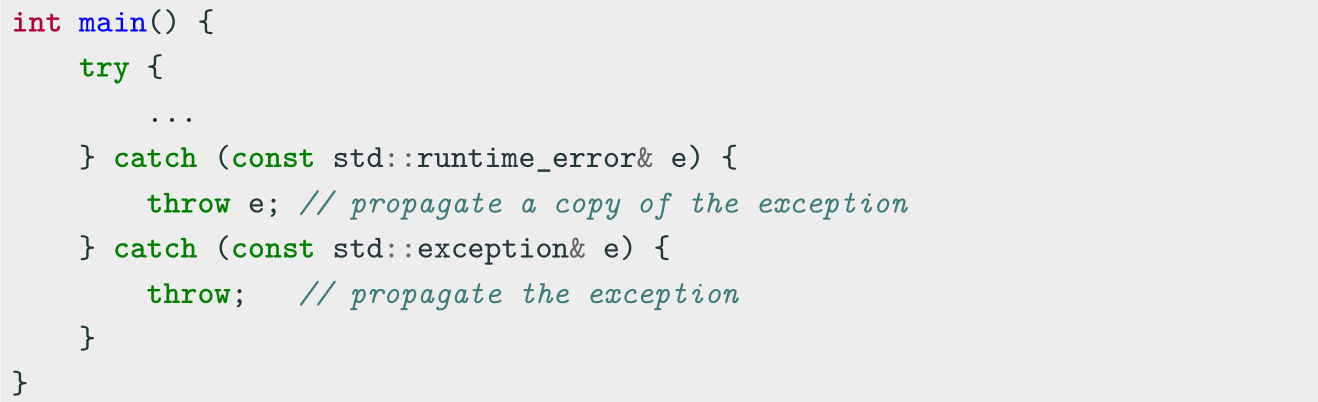 int main() {
    try {
        ...
    } catch (const std::runtime_error& e) {
        throw e; // propagate a copy of the exception
    } catch (const std::exception& e) {
        throw;   // propagate the exception
    }
}